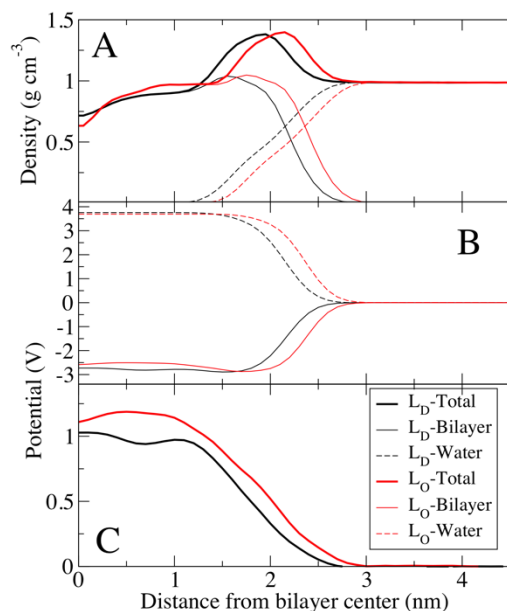 A
Density (g cm⁻³)
1.5
1
0.5
B
4
3
2
1
0
-1
-2
-3
Potential (V)
C
1
0.5
0
L_D-Total
L_D-Bilayer
L_D-Water
L_O-Total
L_O-Bilayer
L_O-Water
0 1 2 3 4
Distance from bilayer center (nm)